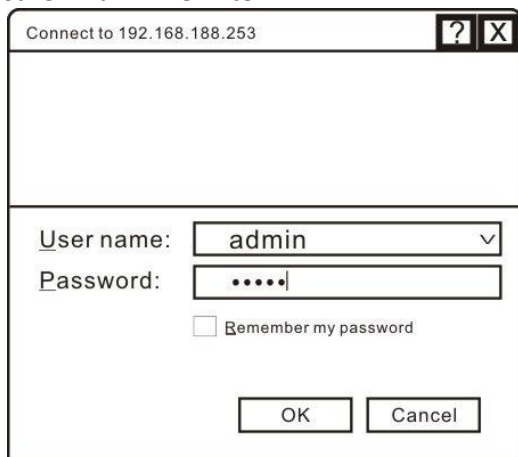 Connect to 192.168.188.253
? X
User name: admin
Password: •••••
Remember my password
OK Cancel